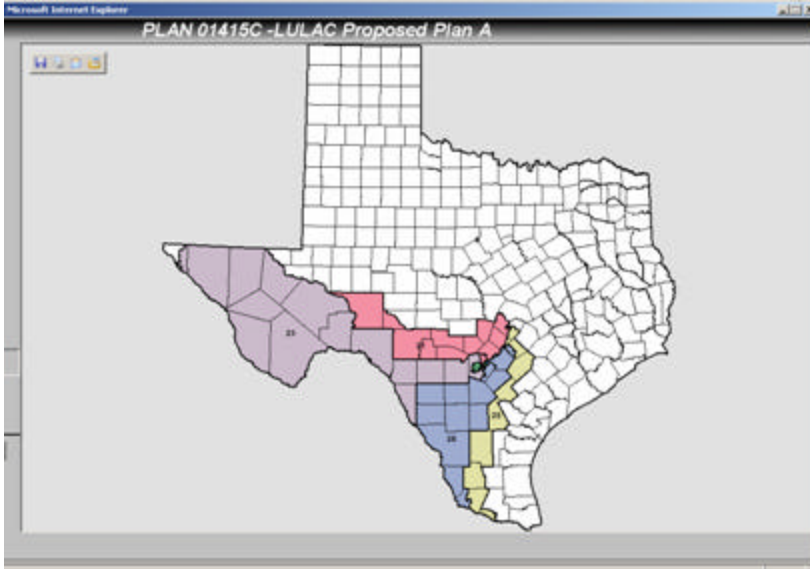 Microsoft Internet Explorer
PLAN 01415C -LULAC Proposed Plan A
23
28